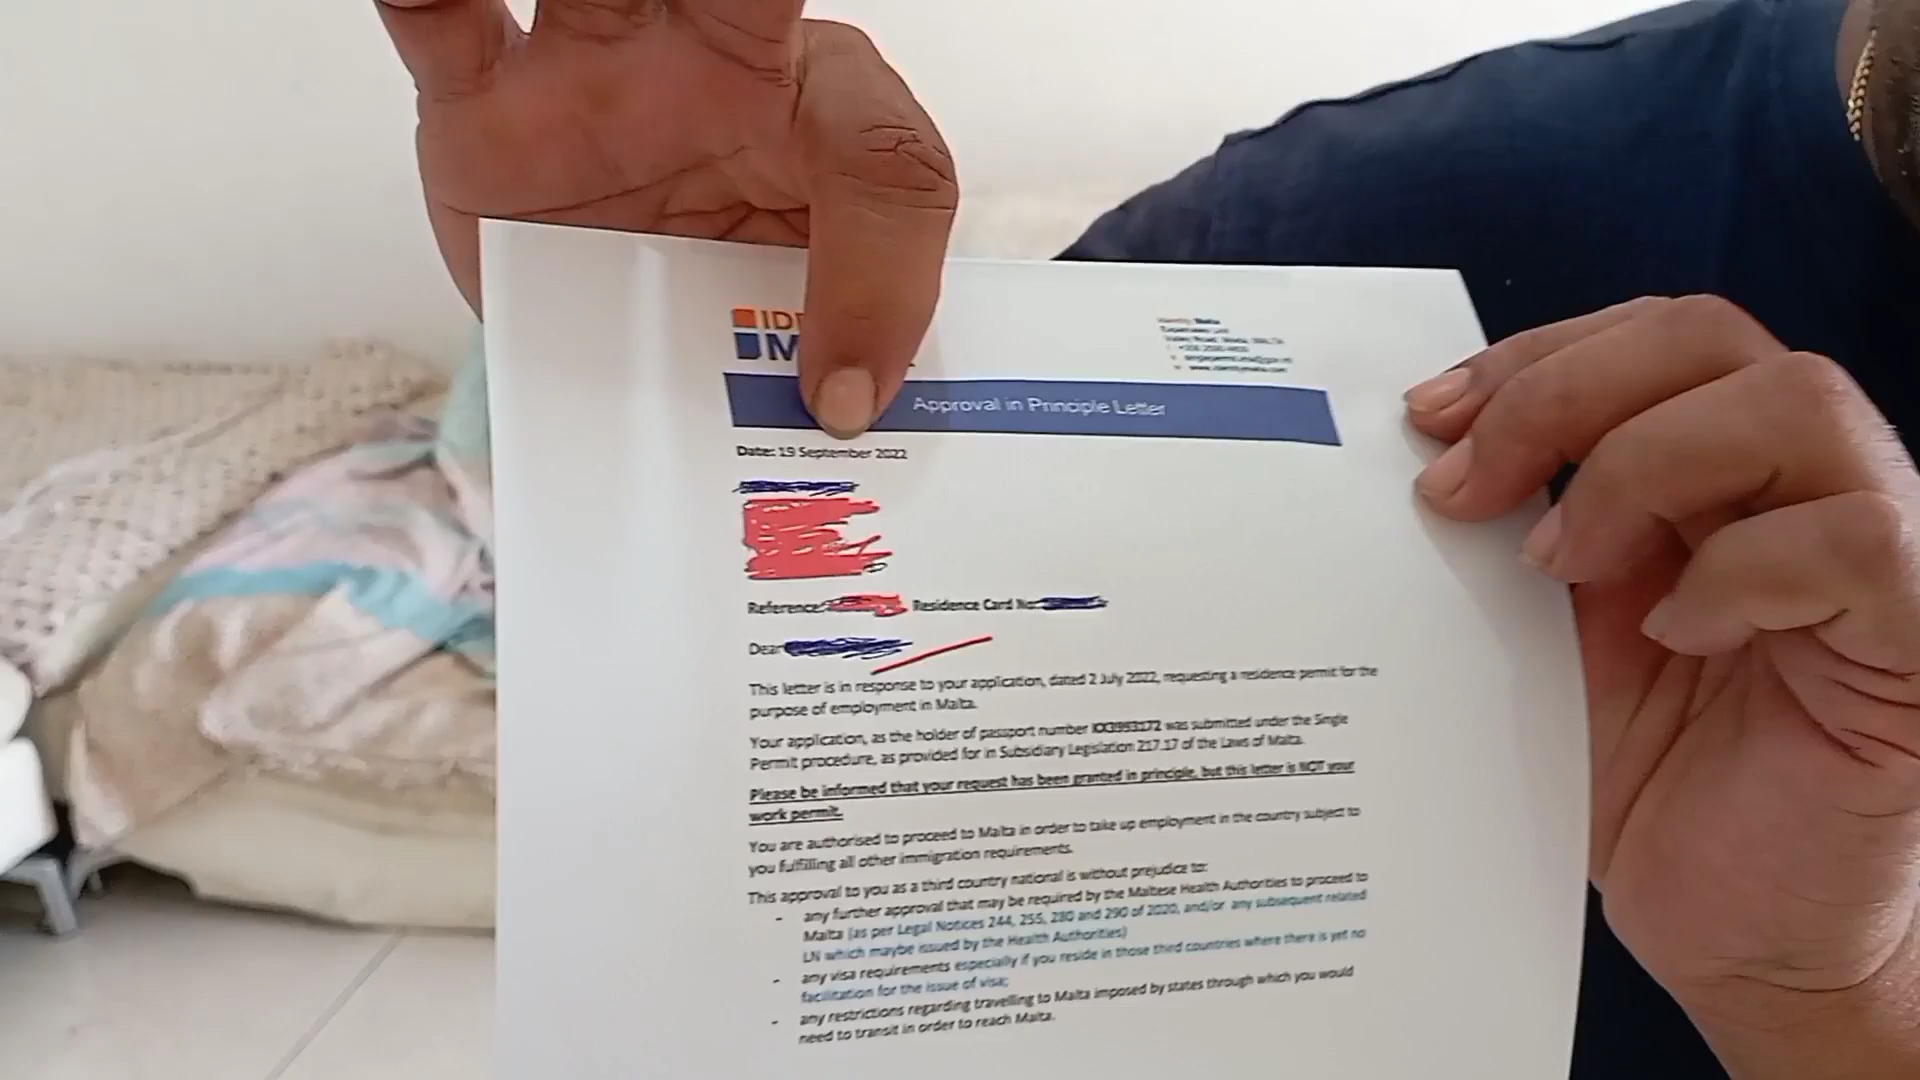 IDE
M
Identity Malta
Expatriates Unit
www.identitymalta.com
Approval in Principle Letter
Date: 19 September 2022
Reference: Residence Card No:
Dear
This letter is in response to your application, dated 2 July 2022, requesting a residence permit for the
purpose of employment in Malta.
Your application, as the holder of passport number was submitted under the Single
Permit procedure, as provided for in Subsidiary Legislation 217.17 of the Laws of Malta.
Please be informed that your request has been granted in principle, but this letter is NOT your
work permit.
You are authorised to proceed to Malta in order to take up employment in the country subject to
you fulfilling all other immigration requirements.
This approval to you as a third country national is without prejudice to:
- any further approval that may be required by the Maltese Health Authorities to proceed to
Malta (as per Legal Notices 244, 255, 280 and 290 of 2020, and/or any subsequent related
LN which maybe issued by the Health Authorities)
- any visa requirements especially if you reside in those third countries where there is yet no
facilitation for the issue of visa;
- any restrictions regarding travelling to Malta imposed by states through which you would
need to transit in order to reach Malta.